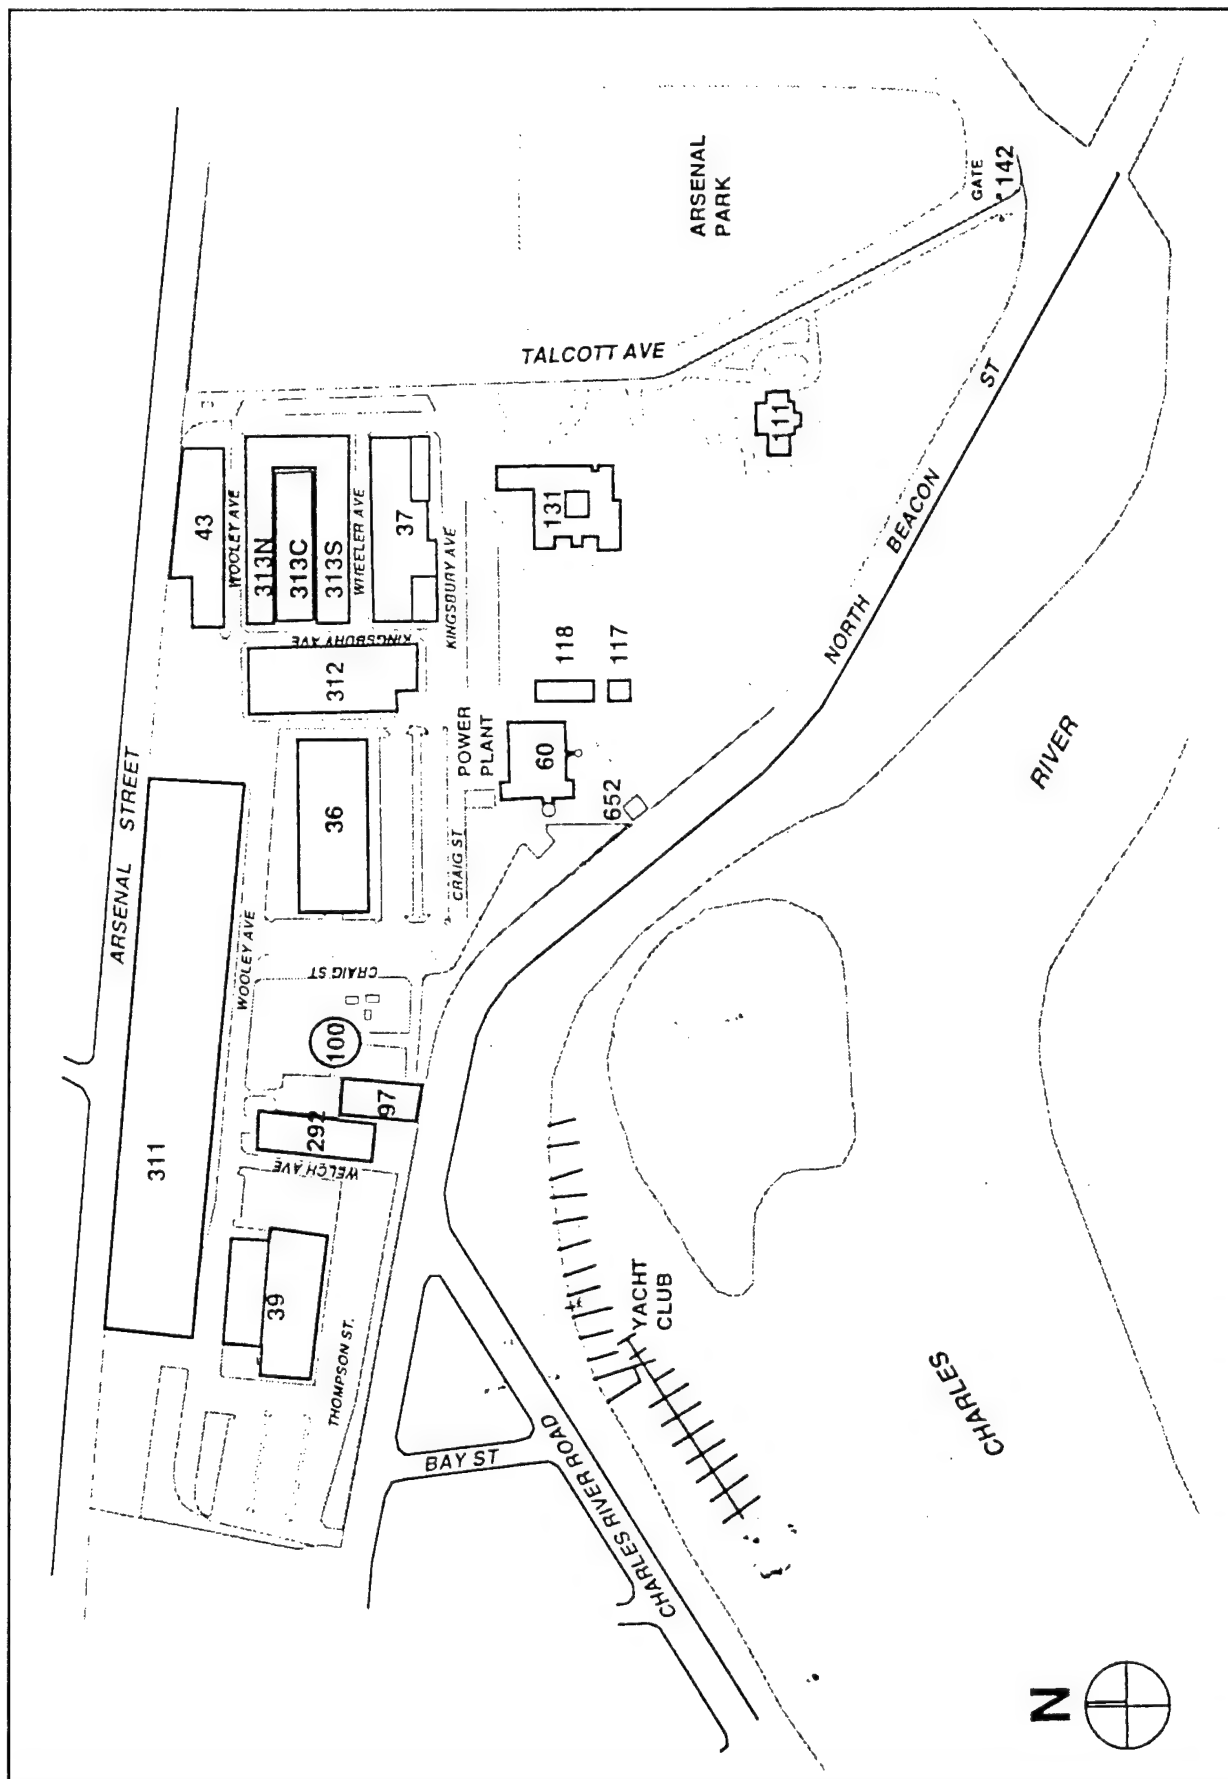 ARSENAL STREET
311
WOOLEY AVE
39
THOMPSON ST.
WELCH AVE
292
97
100
CRAIG ST
36
CRAIG ST
POWER
PLANT
60
652
312
KINGSBURY AVE
118
117
43
WOOLEY AVE
313N
313C
313S
WHEELER AVE
37
KINGSBURY AVE
131
111
TALCOTT AVE
ARSENAL
PARK
GATE
142
NORTH BEACON ST
BAY ST
CHARLES RIVER ROAD
YACHT
CLUB
CHARLES RIVER
N